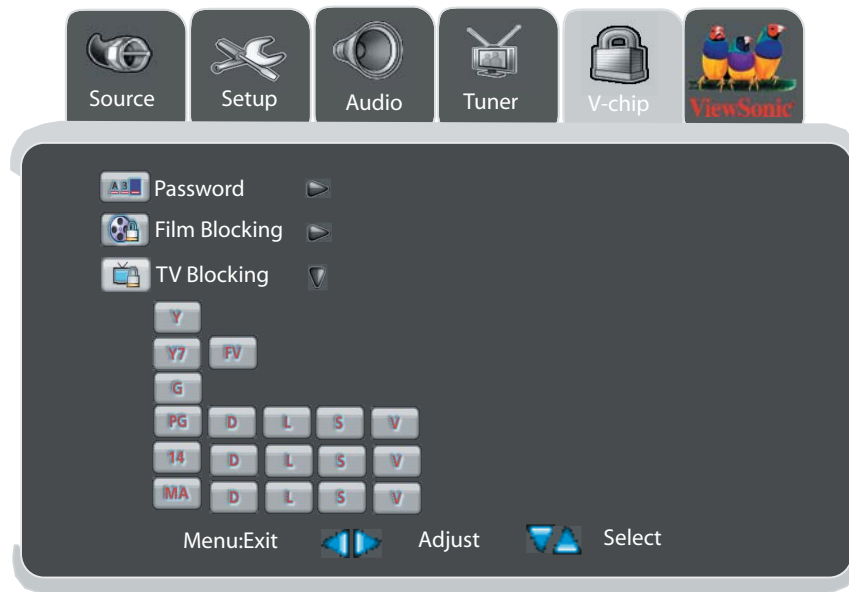 Source Setup Audio Tuner V-chip ViewSonic
Password
Film Blocking
TV Blocking
Y
Y7 FV
G
PG D L S V
14 D L S V
MA D L S V
Menu:Exit Adjust Select